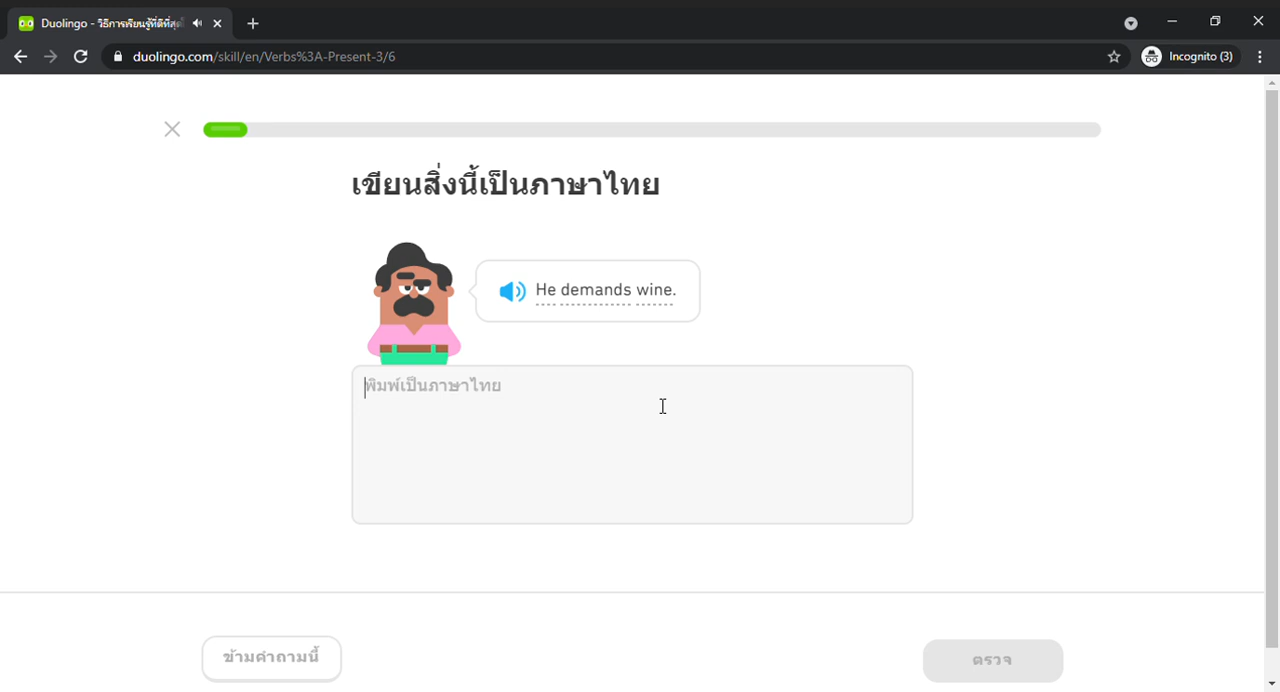 Duolingo - วิธีการเรียนรู้ที่ดีที่สุด
duolingo.com/skill/en/Verbs%3A-Present-3/6
Incognito (3)
เขียนสิ่งนี้เป็นภาษาไทย
He demands wine.
พิมพ์เป็นภาษาไทย
ข้ามคำถามนี้
ตรวจ